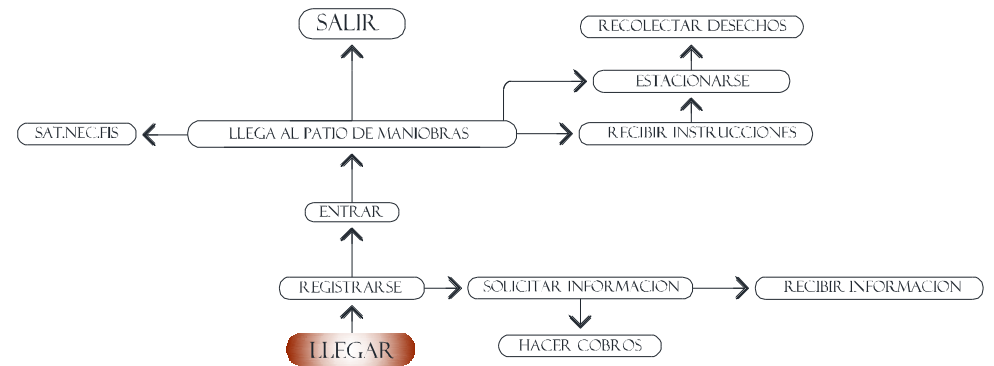 SALIR
RECOLECTAR DESECHOS
ESTACIONARSE
SAT.NEC.FIS
LLEGA AL PATIO DE MANIOBRAS
RECIBIR INSTRUCCIONES
ENTRAR
REGISTRARSE
SOLICITAR INFORMACION
RECIBIR INFORMACION
LLEGAR
HACER COBROS